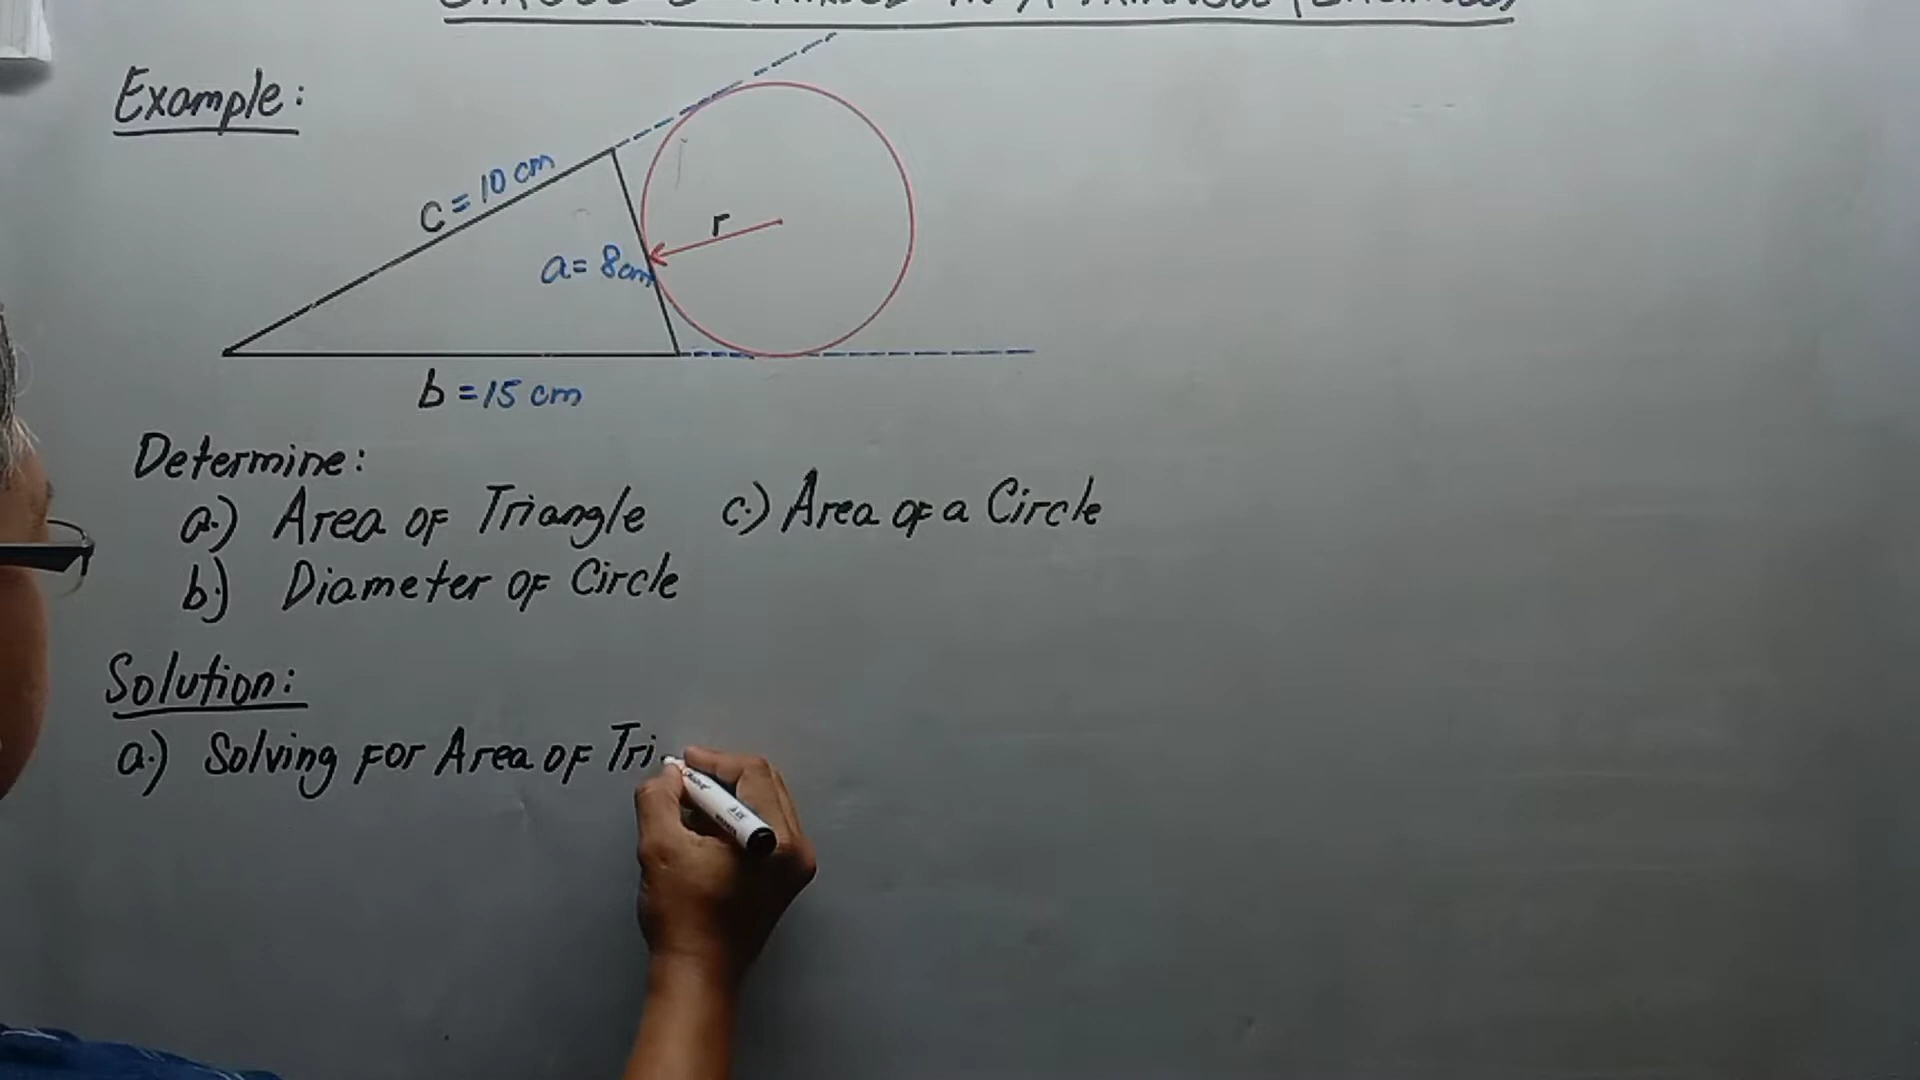 Example:
c = 10 cm
r
a = 8cm
b = 15 cm
Determine:
a.) Area of Triangle c.) Area of a Circle
b.) Diameter of Circle
Solution:
a.) Solving for Area of Tri